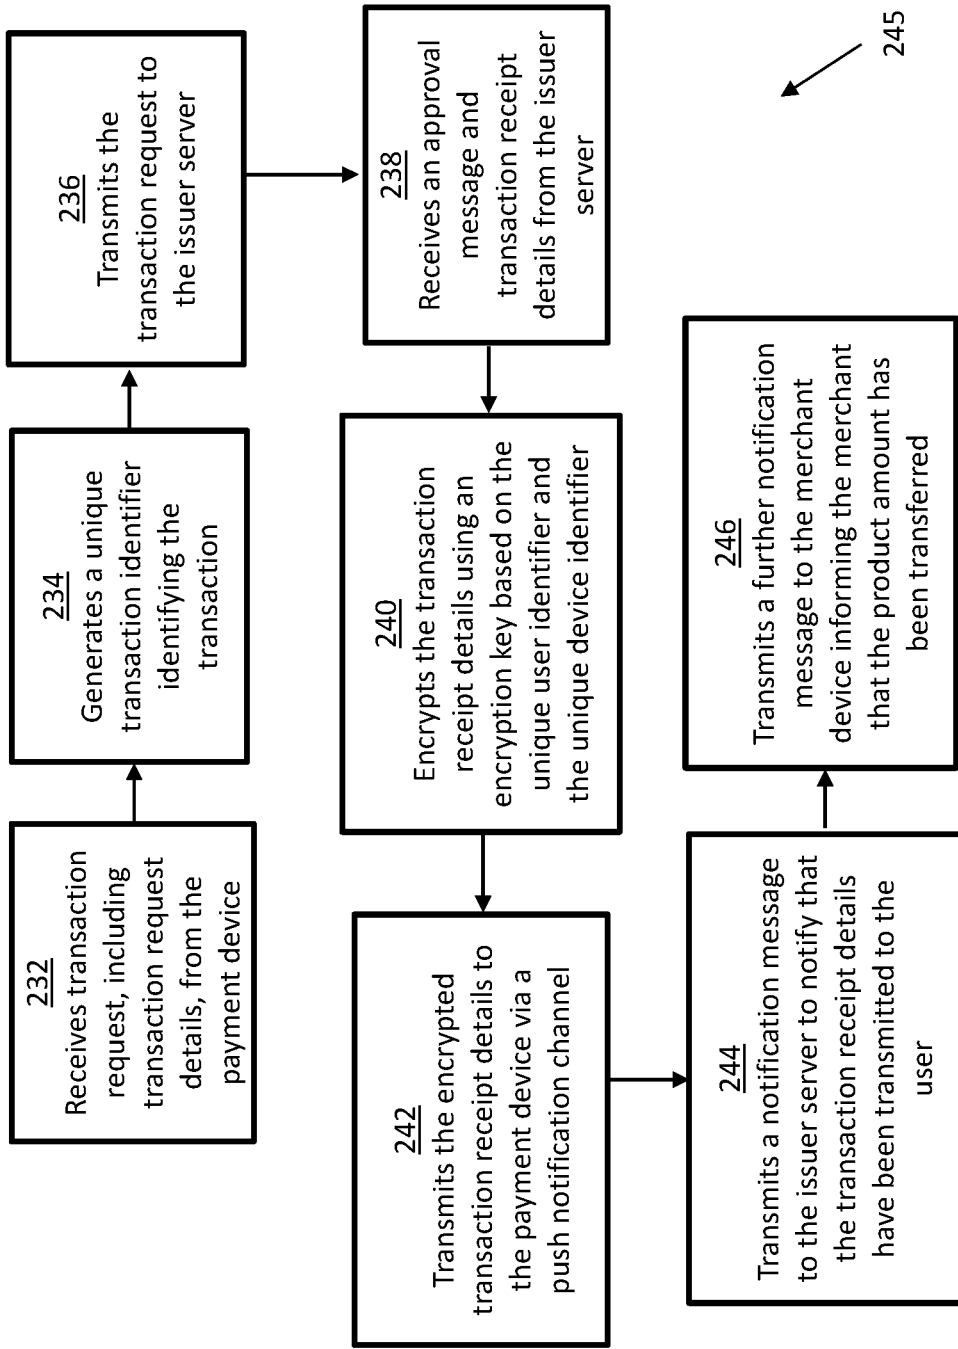 232
Receives transaction
request, including
transaction request
details, from the
payment device
234
Generates a unique
transaction identifier
identifying the
transaction
236
Transmits the
transaction request to
the issuer server
238
Receives an approval
message and
transaction receipt
details from the issuer
server
240
Encrypts the transaction
receipt details using an
encryption key based on the
unique user identifier and
the unique device identifier
242
Transmits the encrypted
transaction receipt details to
the payment device via a
push notification channel
244
Transmits a notification message
to the issuer server to notify that
the transaction receipt details
have been transmitted to the
user
246
Transmits a further notification
message to the merchant
device informing the merchant
that the product amount has
been transferred
245